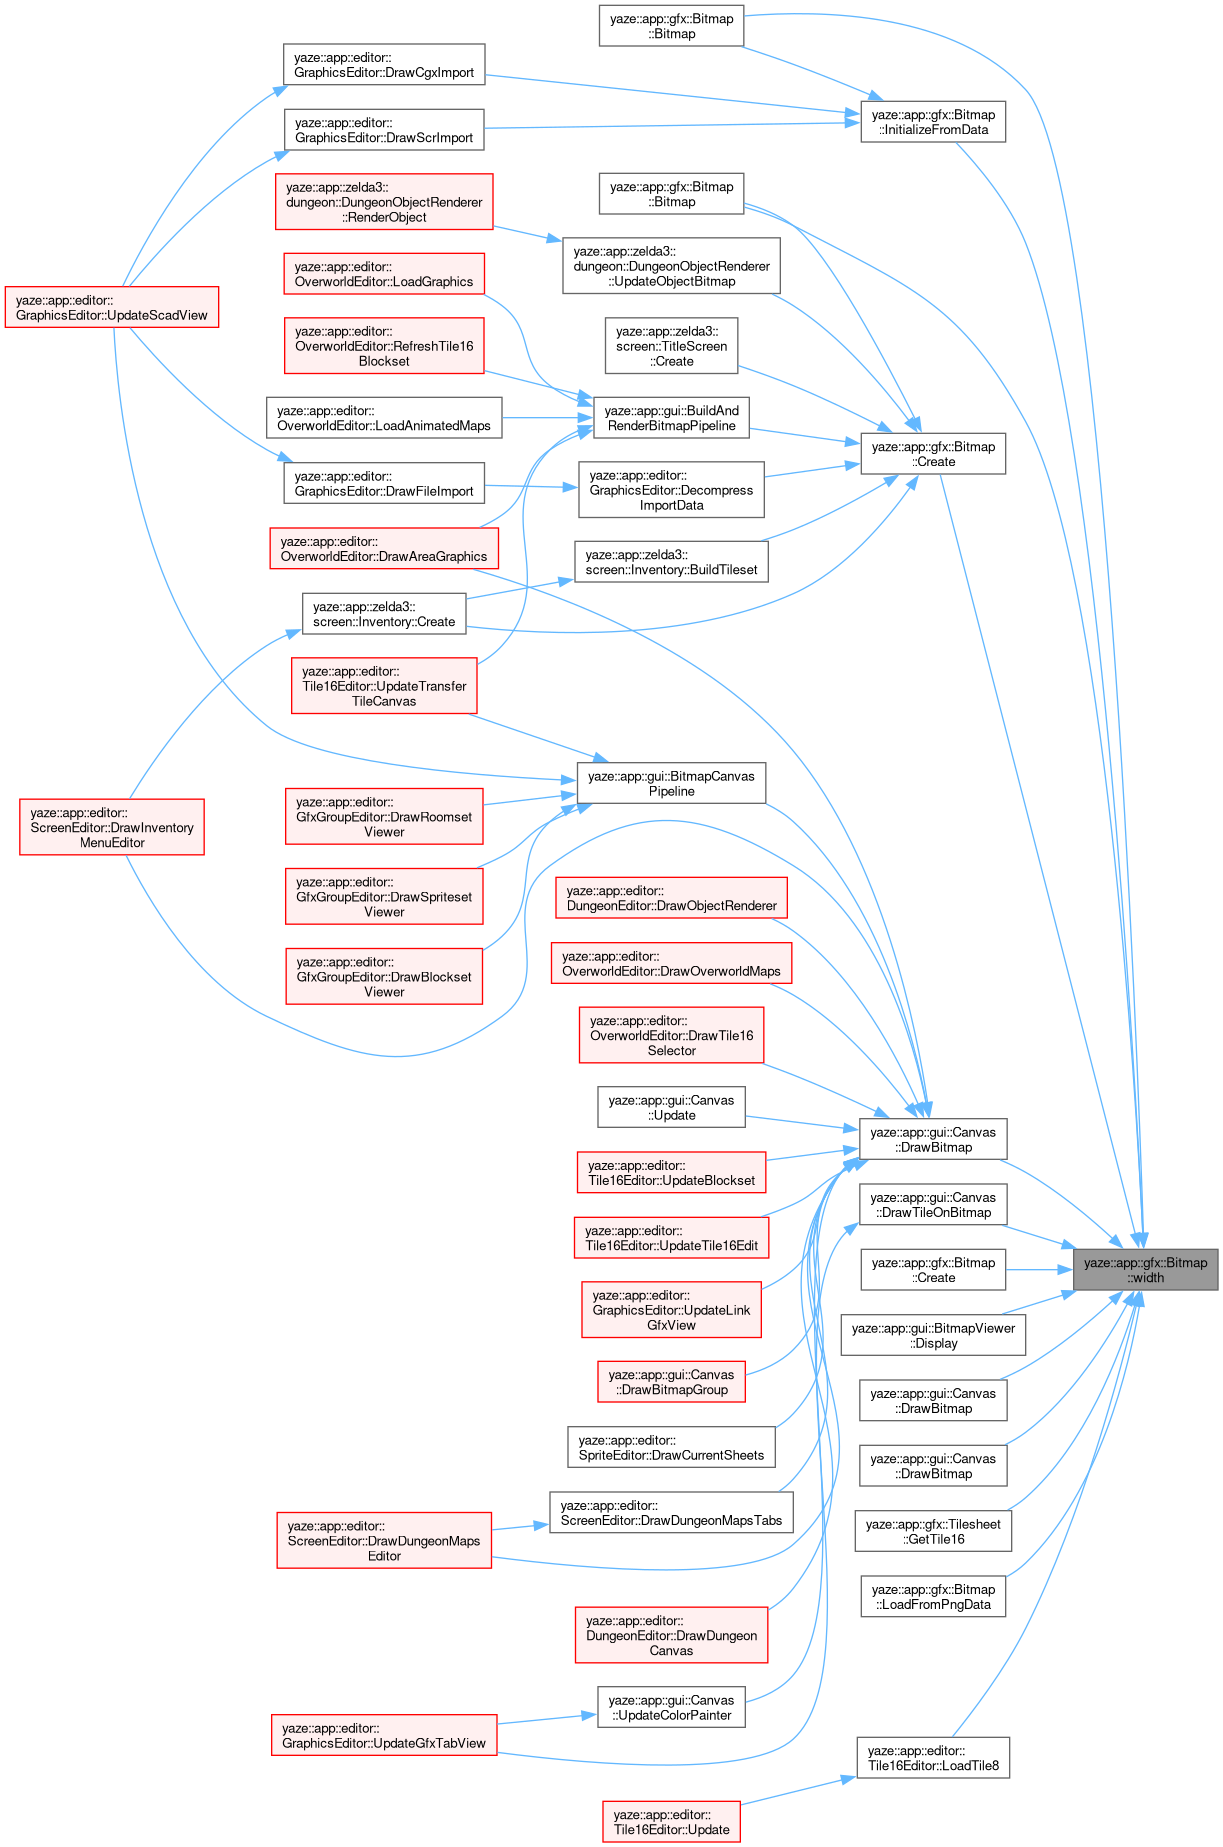 yaze::app::gfx::Bitmap
::Bitmap
yaze::app::editor::
GraphicsEditor::DrawCgxImport
yaze::app::gfx::Bitmap
::InitializeFromData
yaze::app::editor::
GraphicsEditor::DrawScrImport
yaze::app::zelda3::
dungeon::DungeonObjectRenderer
::RenderObject
yaze::app::gfx::Bitmap
::Bitmap
yaze::app::zelda3::
dungeon::DungeonObjectRenderer
::UpdateObjectBitmap
yaze::app::editor::
OverworldEditor::LoadGraphics
yaze::app::editor::
GraphicsEditor::UpdateScadView
yaze::app::editor::
OverworldEditor::RefreshTile16
Blockset
yaze::app::zelda3::
screen::TitleScreen
::Create
yaze::app::editor::
OverworldEditor::LoadAnimatedMaps
yaze::app::gui::BuildAnd
RenderBitmapPipeline
yaze::app::gfx::Bitmap
::Create
yaze::app::editor::
GraphicsEditor::DrawFileImport
yaze::app::editor::
GraphicsEditor::Decompress
ImportData
yaze::app::editor::
OverworldEditor::DrawAreaGraphics
yaze::app::zelda3::
screen::Inventory::BuildTileset
yaze::app::zelda3::
screen::Inventory::Create
yaze::app::editor::
Tile16Editor::UpdateTransfer
TileCanvas
yaze::app::gui::BitmapCanvas
Pipeline
yaze::app::editor::
GfxGroupEditor::DrawRoomset
Viewer
yaze::app::editor::
ScreenEditor::DrawInventory
MenuEditor
yaze::app::editor::
GfxGroupEditor::DrawSpriteset
Viewer
yaze::app::editor::
DungeonEditor::DrawObjectRenderer
yaze::app::editor::
GfxGroupEditor::DrawBlockset
Viewer
yaze::app::editor::
OverworldEditor::DrawOverworldMaps
yaze::app::editor::
OverworldEditor::DrawTile16
Selector
yaze::app::gui::Canvas
::Update
yaze::app::gui::Canvas
::DrawBitmap
yaze::app::editor::
Tile16Editor::UpdateBlockset
yaze::app::gui::Canvas
::DrawTileOnBitmap
yaze::app::editor::
Tile16Editor::UpdateTile16Edit
yaze::app::gfx::Bitmap
::Create
yaze::app::gfx::Bitmap
::width
yaze::app::editor::
GraphicsEditor::UpdateLink
GfxView
yaze::app::gui::BitmapViewer
::Display
yaze::app::gui::Canvas
::DrawBitmapGroup
yaze::app::gui::Canvas
::DrawBitmap
yaze::app::editor::
SpriteEditor::DrawCurrentSheets
yaze::app::gui::Canvas
::DrawBitmap
yaze::app::editor::
ScreenEditor::DrawDungeonMapsTabs
yaze::app::gfx::Tilesheet
::GetTile16
yaze::app::editor::
ScreenEditor::DrawDungeonMaps
Editor
yaze::app::gfx::Bitmap
::LoadFromPngData
yaze::app::editor::
DungeonEditor::DrawDungeon
Canvas
yaze::app::gui::Canvas
::UpdateColorPainter
yaze::app::editor::
GraphicsEditor::UpdateGfxTabView
yaze::app::editor::
Tile16Editor::LoadTile8
yaze::app::editor::
Tile16Editor::Update